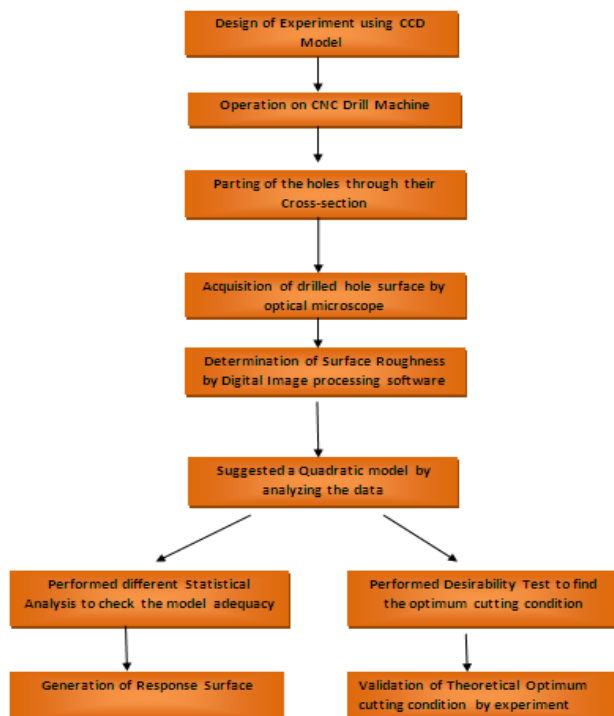 Design of Experiment using CCD
Model
Operation on CNC Drill Machine
Parting of the holes through their
Cross-section
Acquisition of drilled hole surface by
optical microscope
Determination of Surface Roughness
by Digital Image processing software
Suggested a Quadratic model by
analyzing the data
Performed different Statistical
Analysis to check the model adequacy
Performed Desirability Test to find
the optimum cutting condition
Generation of Response Surface
Validation of Theoretical Optimum
cutting condition by experiment